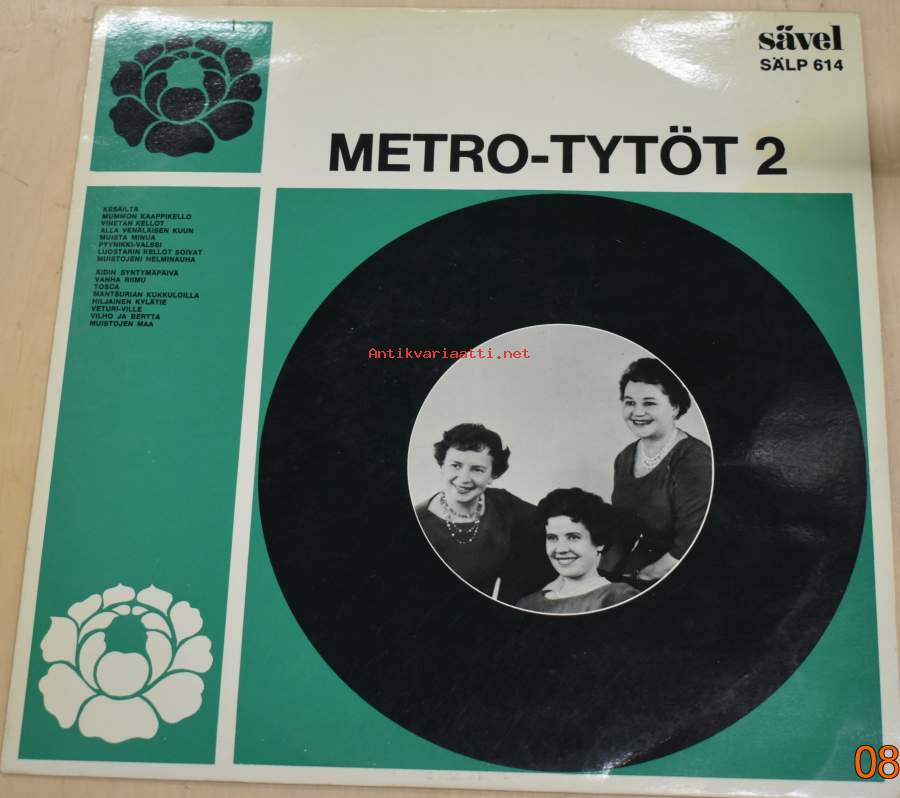 sävel
SÄLP 614
METRO-TYTÖT 2
KESÄILTA
MUMMON KAAPPIKELLO
VINETAN KELLOT
ALLA VENÄLÄISEN KUUN
MUISTA MINUA
PYYNIKKI-VALSSI
LUOSTARIN KELLOT SOIVAT
MUISTOJENI HELMINAUHA
ÄIDIN SYNTYMÄPÄIVÄ
VANHA RIIMU
TOSCA
MANTSURIAN KUKKULOILLA
HILJAINEN KYLÄTIE
VETURI-VILLE
VILHO JA BERTTA
MUISTOJEN MAA
Antikvariaatti.net
08